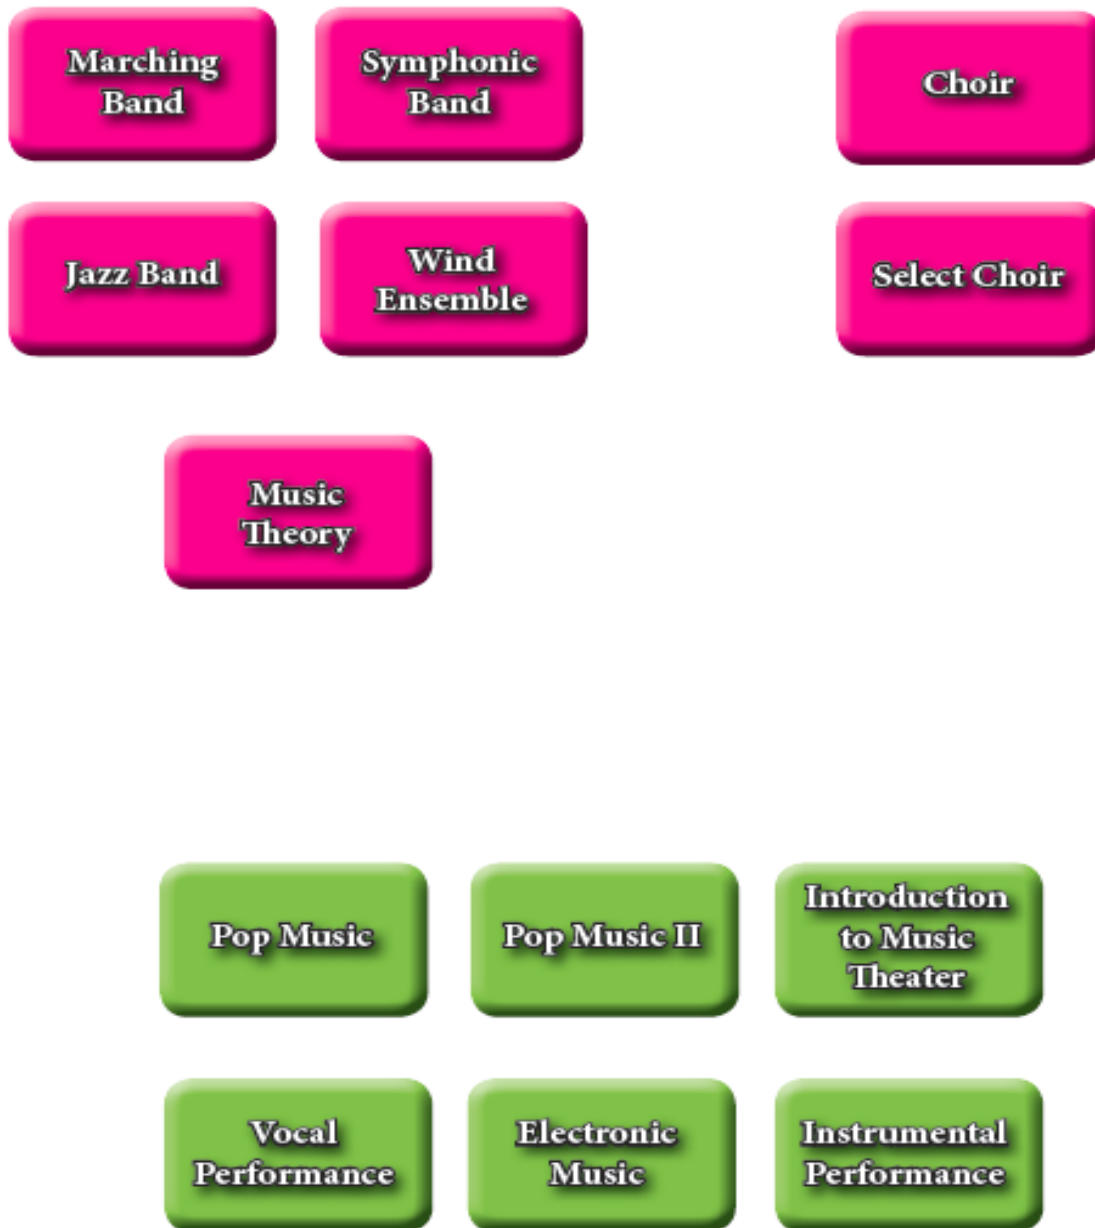 Marching
Band
Symphonic
Band
Choir
Jazz Band
Wind
Ensemble
Select Choir
Music
Theory
Pop Music
Pop Music II
Introduction
to Music
Theater
Vocal
Performance
Electronic
Music
Instrumental
Performance